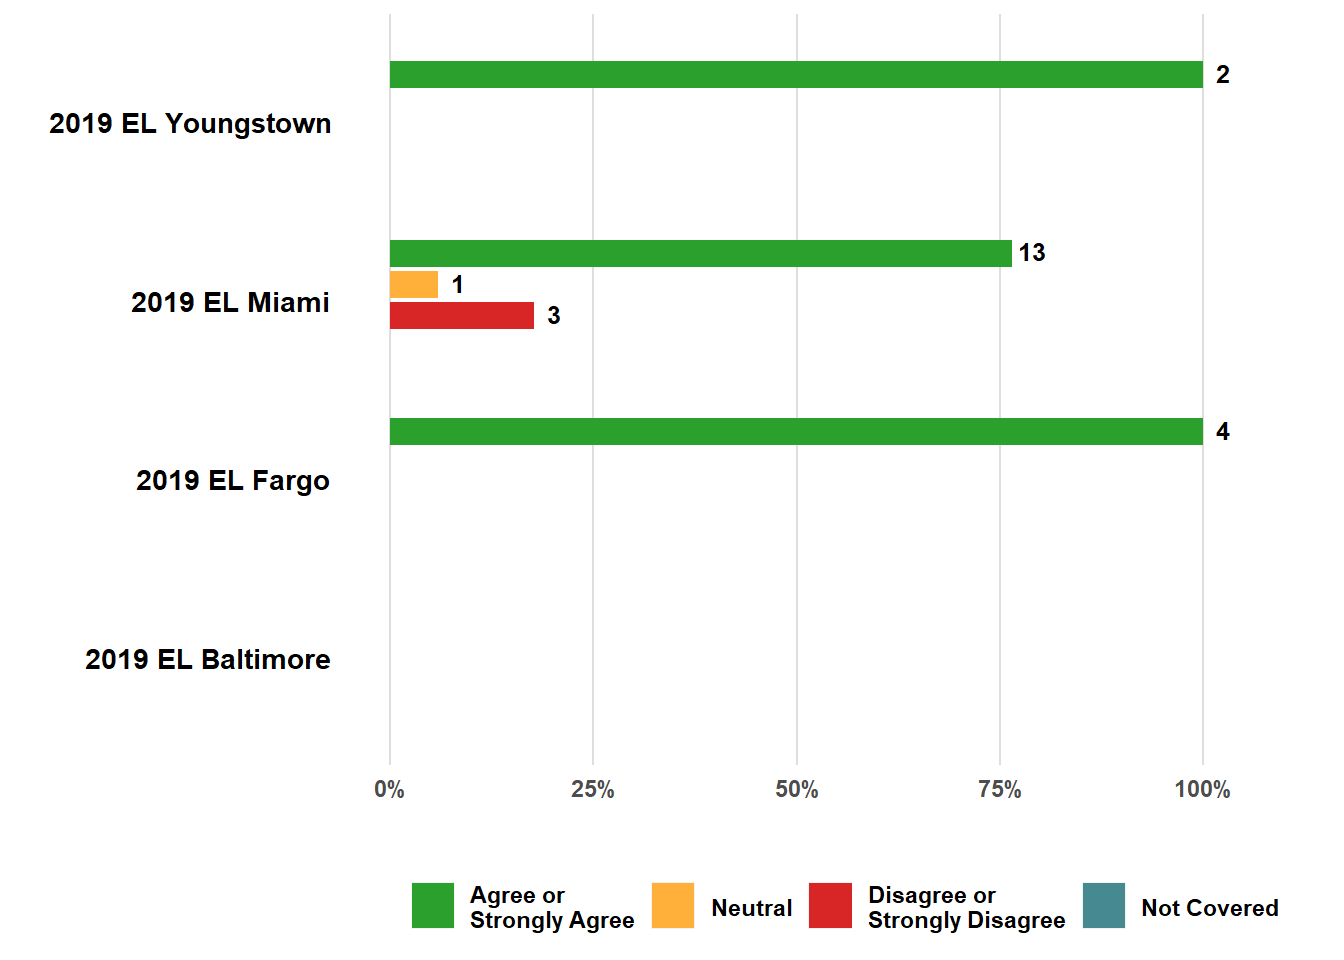 2
2019 EL Youngstown
13
1
2019 EL Miami
3
4
2019 EL Fargo
2019 EL Baltimore
0% 25% 50% 75% 100%
Agree or
Strongly Agree
Neutral
Disagree or
Strongly Disagree
Not Covered